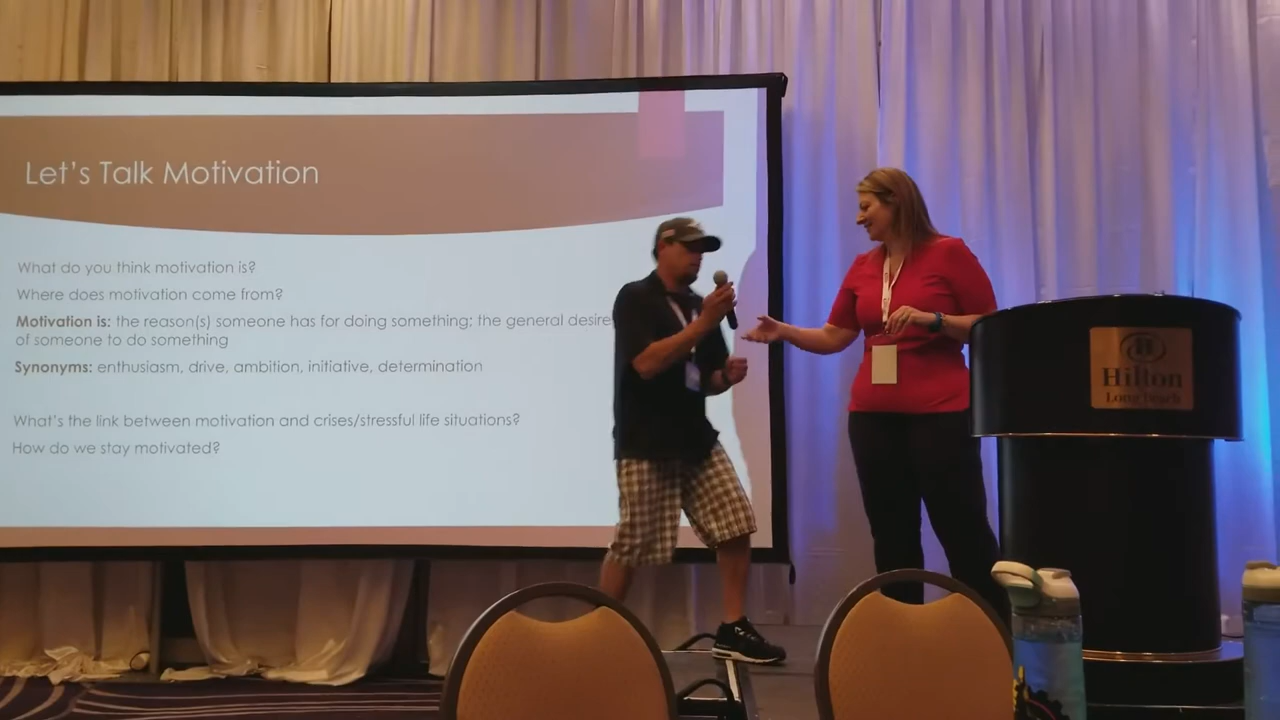 Let's Talk Motivation
What do you think motivation is?
Where does motivation come from?
Motivation is: the reason(s) someone has for doing something; the general desire
of someone to do something
Synonyms: enthusiasm, drive, ambition, initiative, determination
What's the link between motivation and crises/stressful life situations?
How do we stay motivated?
H
Hilton
Long Beach